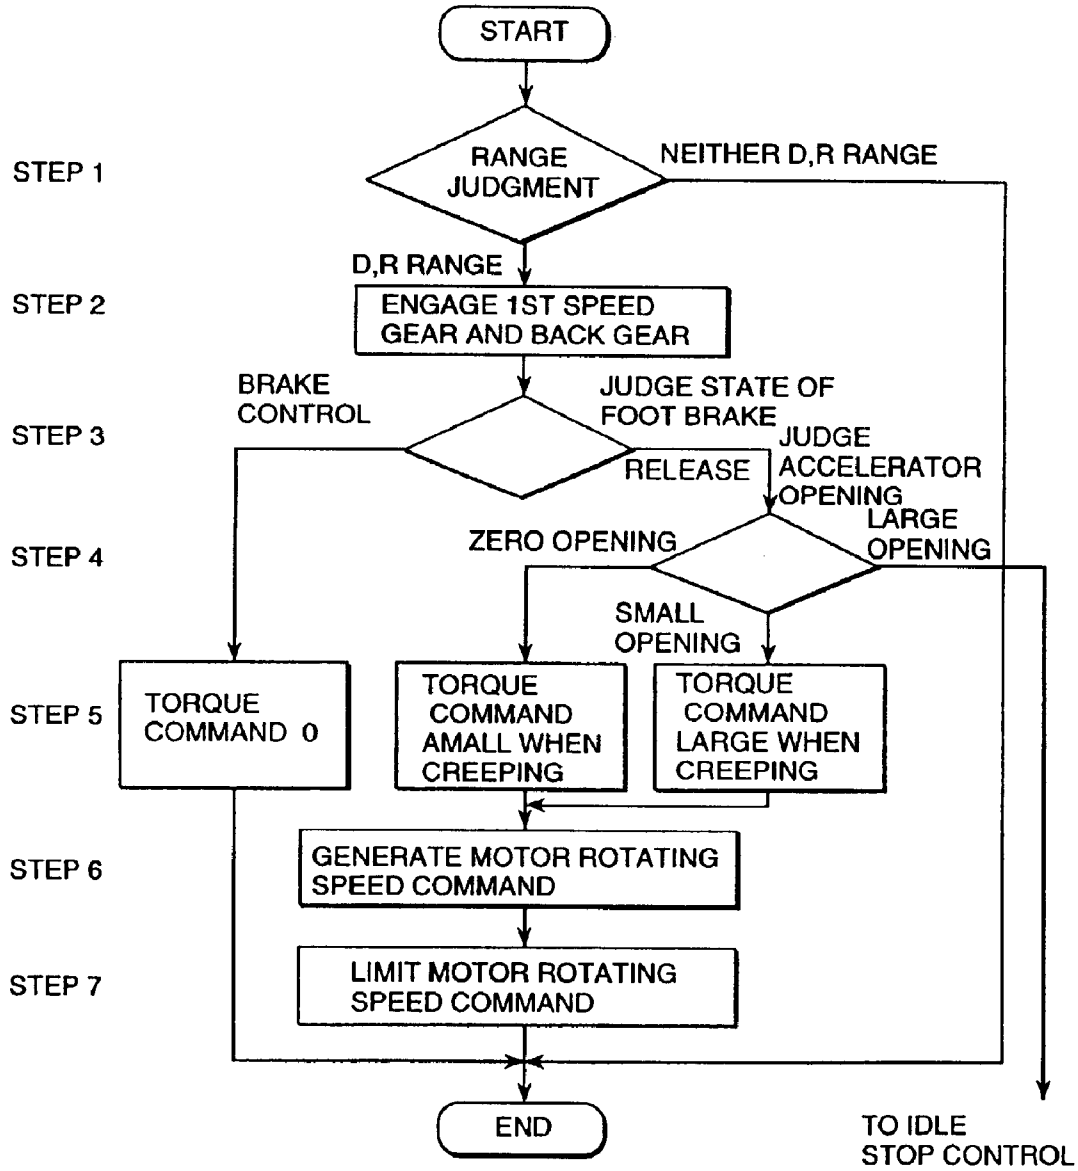 START
STEP 1
RANGE
JUDGMENT
NEITHER D,R RANGE
D,R RANGE
STEP 2
ENGAGE 1ST SPEED
GEAR AND BACK GEAR
BRAKE
CONTROL
JUDGE STATE OF
FOOT BRAKE
STEP 3
RELEASE
JUDGE
ACCELERATOR
OPENING
STEP 4
ZERO OPENING
LARGE
OPENING
SMALL
OPENING
STEP 5
TORQUE
COMMAND 0
TORQUE
COMMAND
AMALL WHEN
CREEPING
TORQUE
COMMAND
LARGE WHEN
CREEPING
STEP 6
GENERATE MOTOR ROTATING
SPEED COMMAND
STEP 7
LIMIT MOTOR ROTATING
SPEED COMMAND
END
TO IDLE
STOP CONTROL